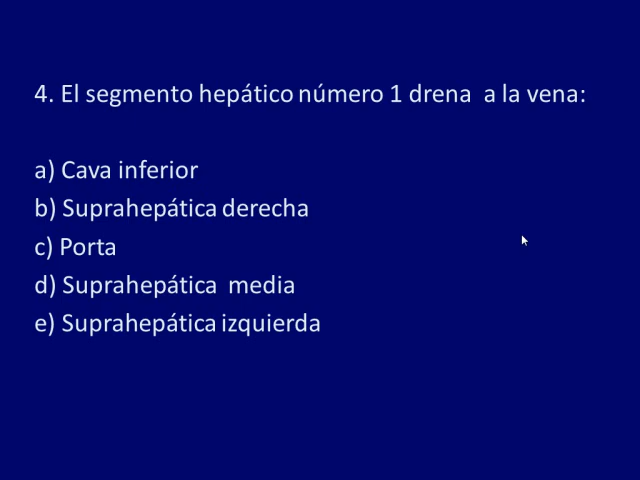 4. El segmento hepático número 1 drena  a la vena:
a) Cava inferior
b) Suprahepática derecha
c) Porta
d) Suprahepática  media
e) Suprahepática izquierda